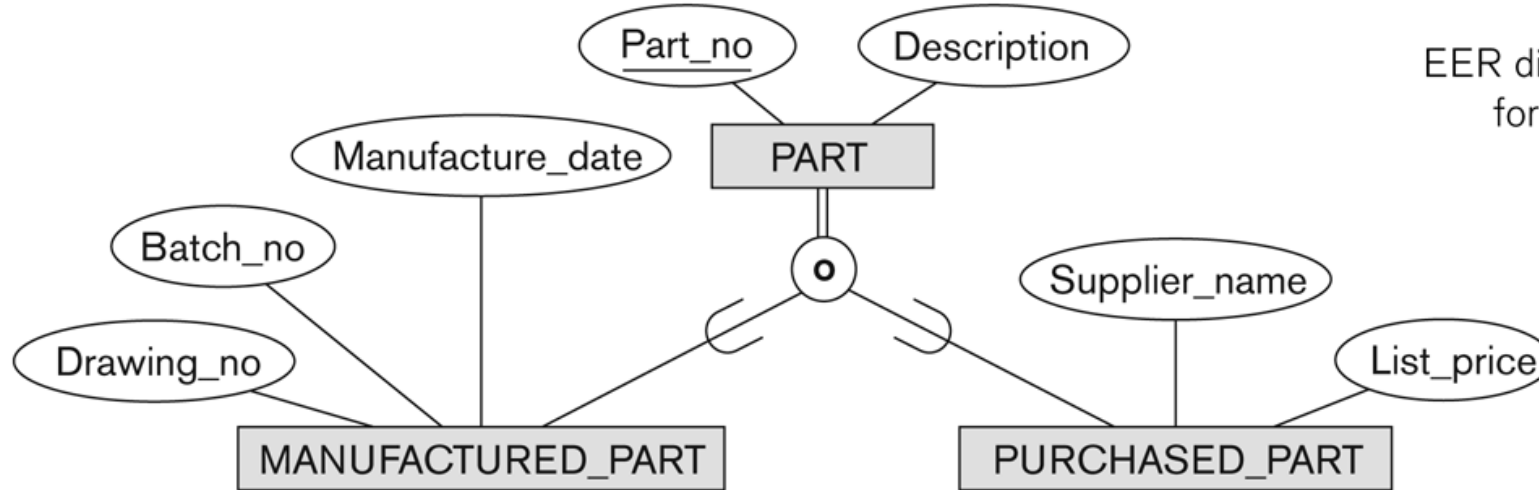 Part_no
Description
EER di
for
Manufacture_date
PART
Batch_no
o
Supplier_name
Drawing_no
List_price
MANUFACTURED_PART
PURCHASED_PART